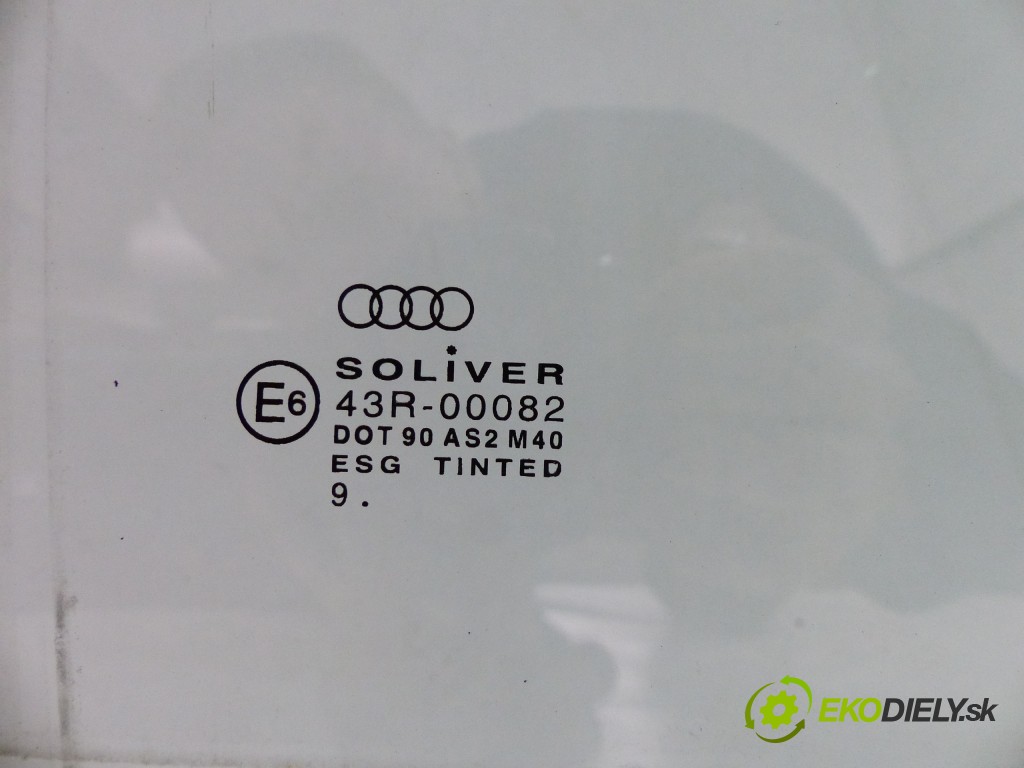 SOLiVER
E6
43R-00082
DOT 90 AS2 M40
ESG TINTED
9 .
EKODIELY.sk